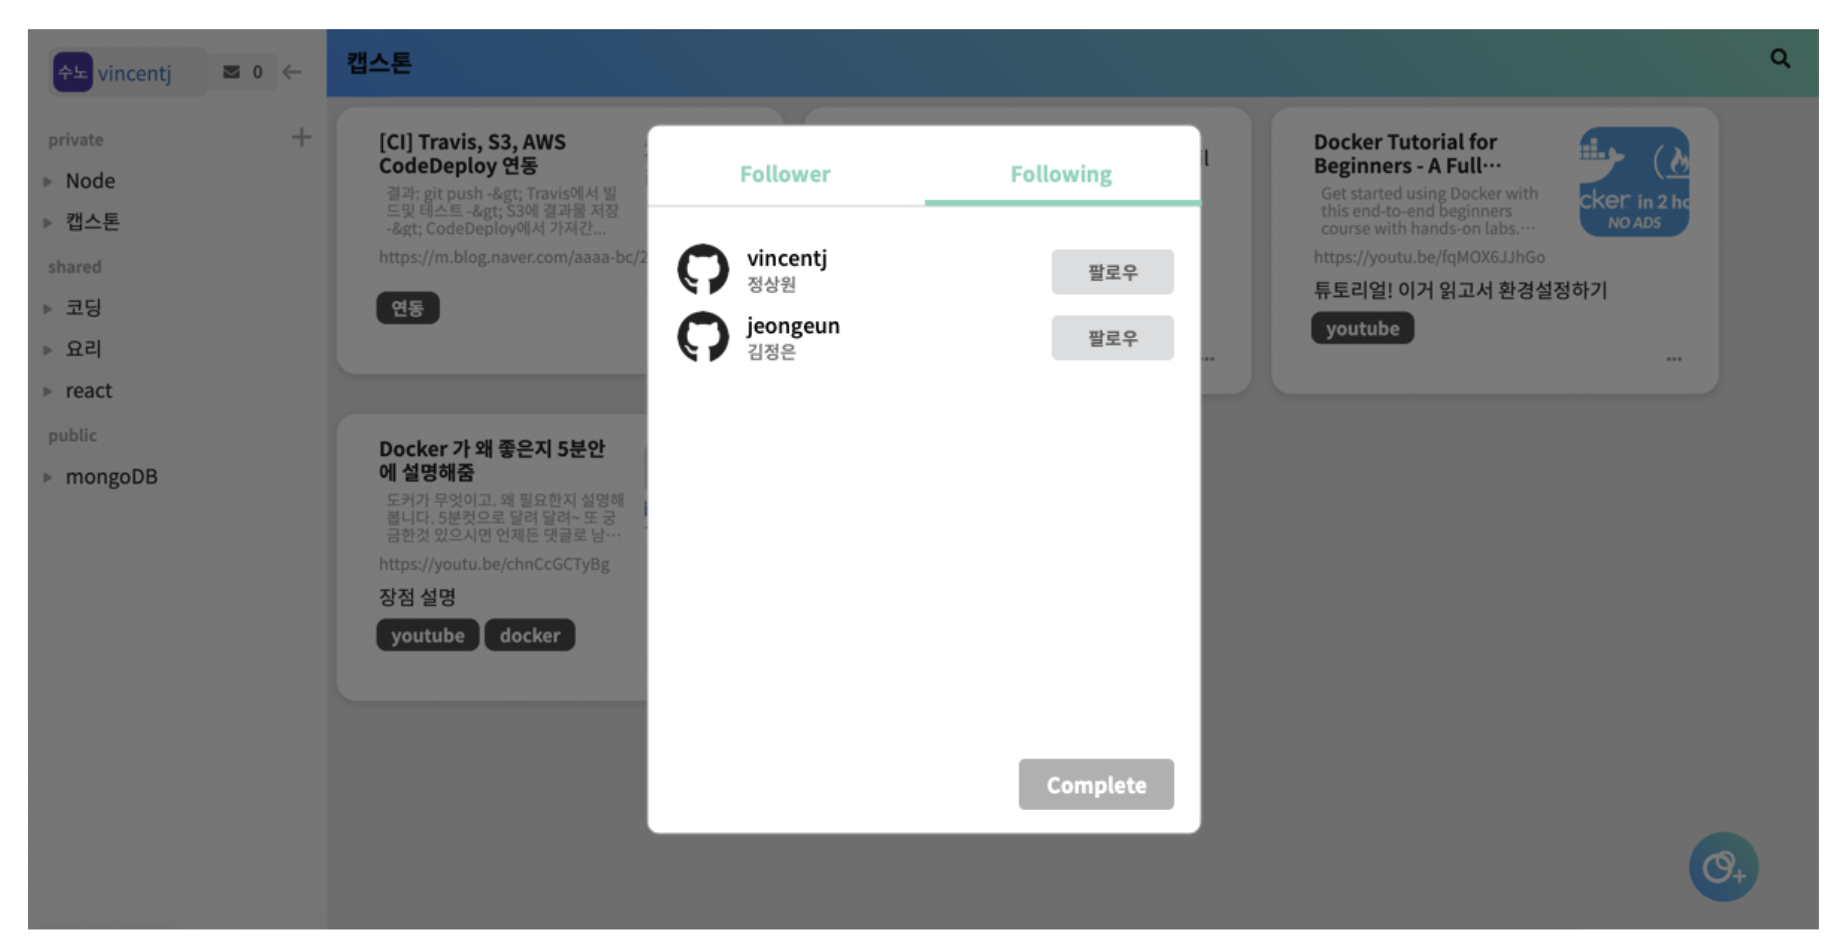 수노 vincentj 0
private
Node
캡스톤
shared
코딩
요리
react
public
mongoDB
캡스톤
[CI] Travis, S3, AWS
CodeDeploy 연동
결과: git push -&gt; Travis에서 빌
드및 테스트 -&gt; S3에 결과물 저장
-&gt; CodeDeploy에서 가져간...
https://m.blog.naver.com/aaaa-bc/2
연동
...
Docker Tutorial for
Beginners - A Full…
Get started using Docker with
this end-to-end beginners
course with hands-on labs.…
https://youtu.be/fqMOX6JJhGo
튜토리얼! 이거 읽고서 환경설정하기
youtube
...
cker in 2 ho
NO ADS
Docker 가 왜 좋은지 5분안
에 설명해줌
도커가 무엇이고, 왜 필요한지 설명해
봅니다. 5분컷으로 달려 달려~ 또 궁
금한것 있으시면 언제든 댓글로 남…
https://youtu.be/chnCcGCTyBg
장점 설명
youtube docker
Follower Following
vincentj
정상원
팔로우
jeongeun
김정은
팔로우
Complete